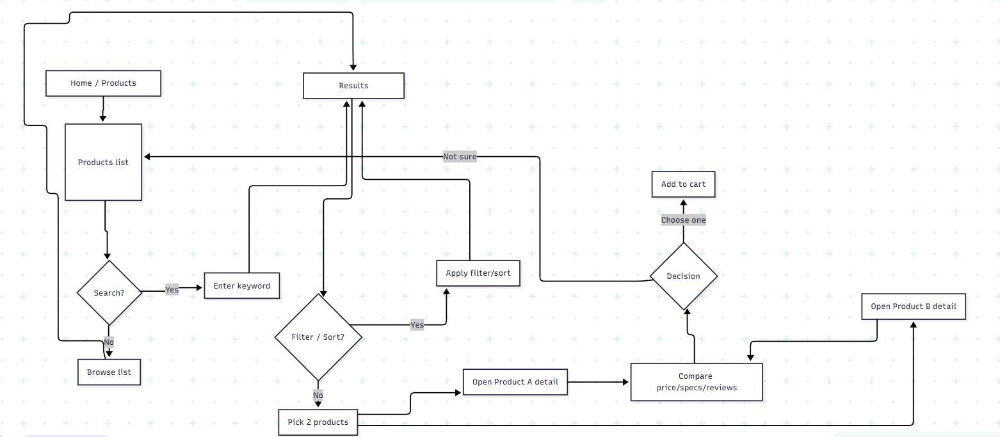 Home / Products
Results
Products list
Not sure
Add to cart
Choose one
Apply filter/sort
Decision
Search?
Yes
Enter keyword
Open Product B detail
Filter / Sort?
Yes
No
Browse list
Open Product A detail
Compare
price/specs/reviews
No
Pick 2 products